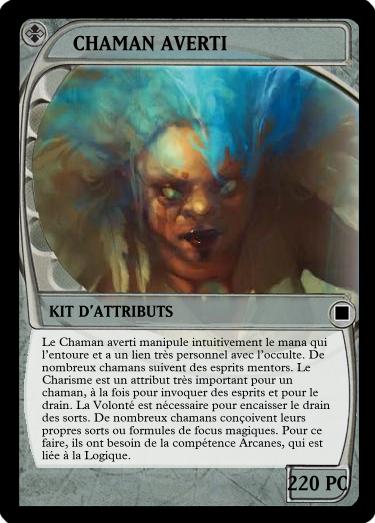 CHAMAN AVERTI
KIT D'ATTRIBUTS
Le Chaman averti manipule intuitivement le mana qui
l'entoure et a un lien très personnel avec l'occulte. De
nombreux chamans suivent des esprits mentors. Le
Charisme est un attribut très important pour un
chaman, à la fois pour invoquer des esprits et pour le
drain. La Volonté est nécessaire pour encaisser le drain
des sorts. De nombreux chamans conçoivent leurs
propres sorts ou formules de focus magiques. Pour ce
faire, ils ont besoin de la compétence Arcanes, qui est
liée à la Logique.
220 PC